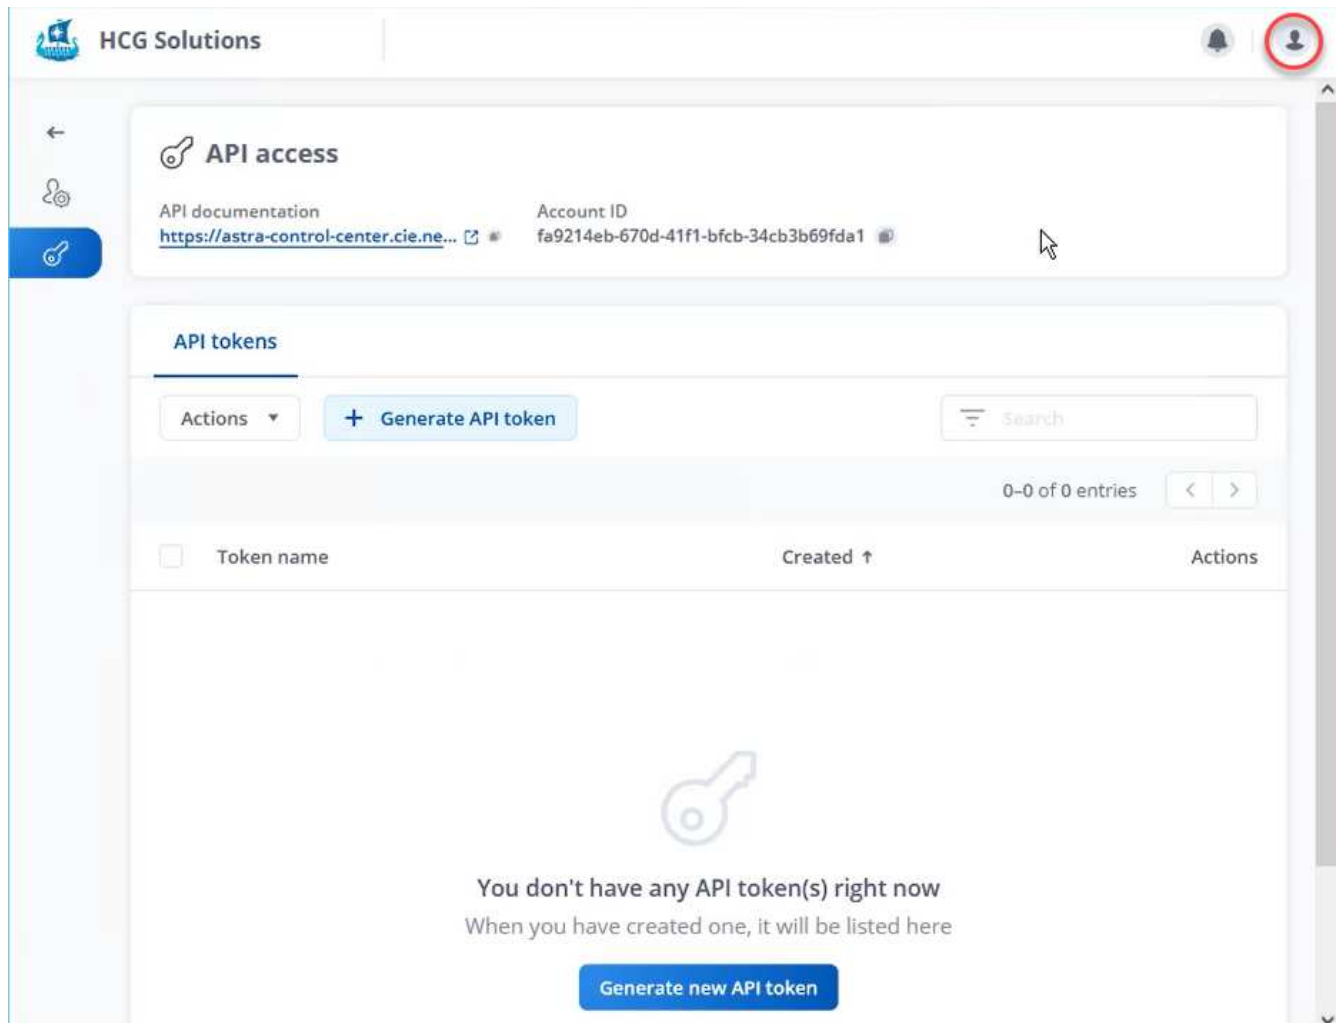 HCG Solutions
API access
API documentation
Account ID
https://astra-control-center.cie.ne...
fa9214eb-670d-41f1-bfcb-34cb3b69fda1
API tokens
Actions
+ Generate API token
Search
0–0 of 0 entries
Token name
Created ↑
Actions
You don't have any API token(s) right now
When you have created one, it will be listed here
Generate new API token